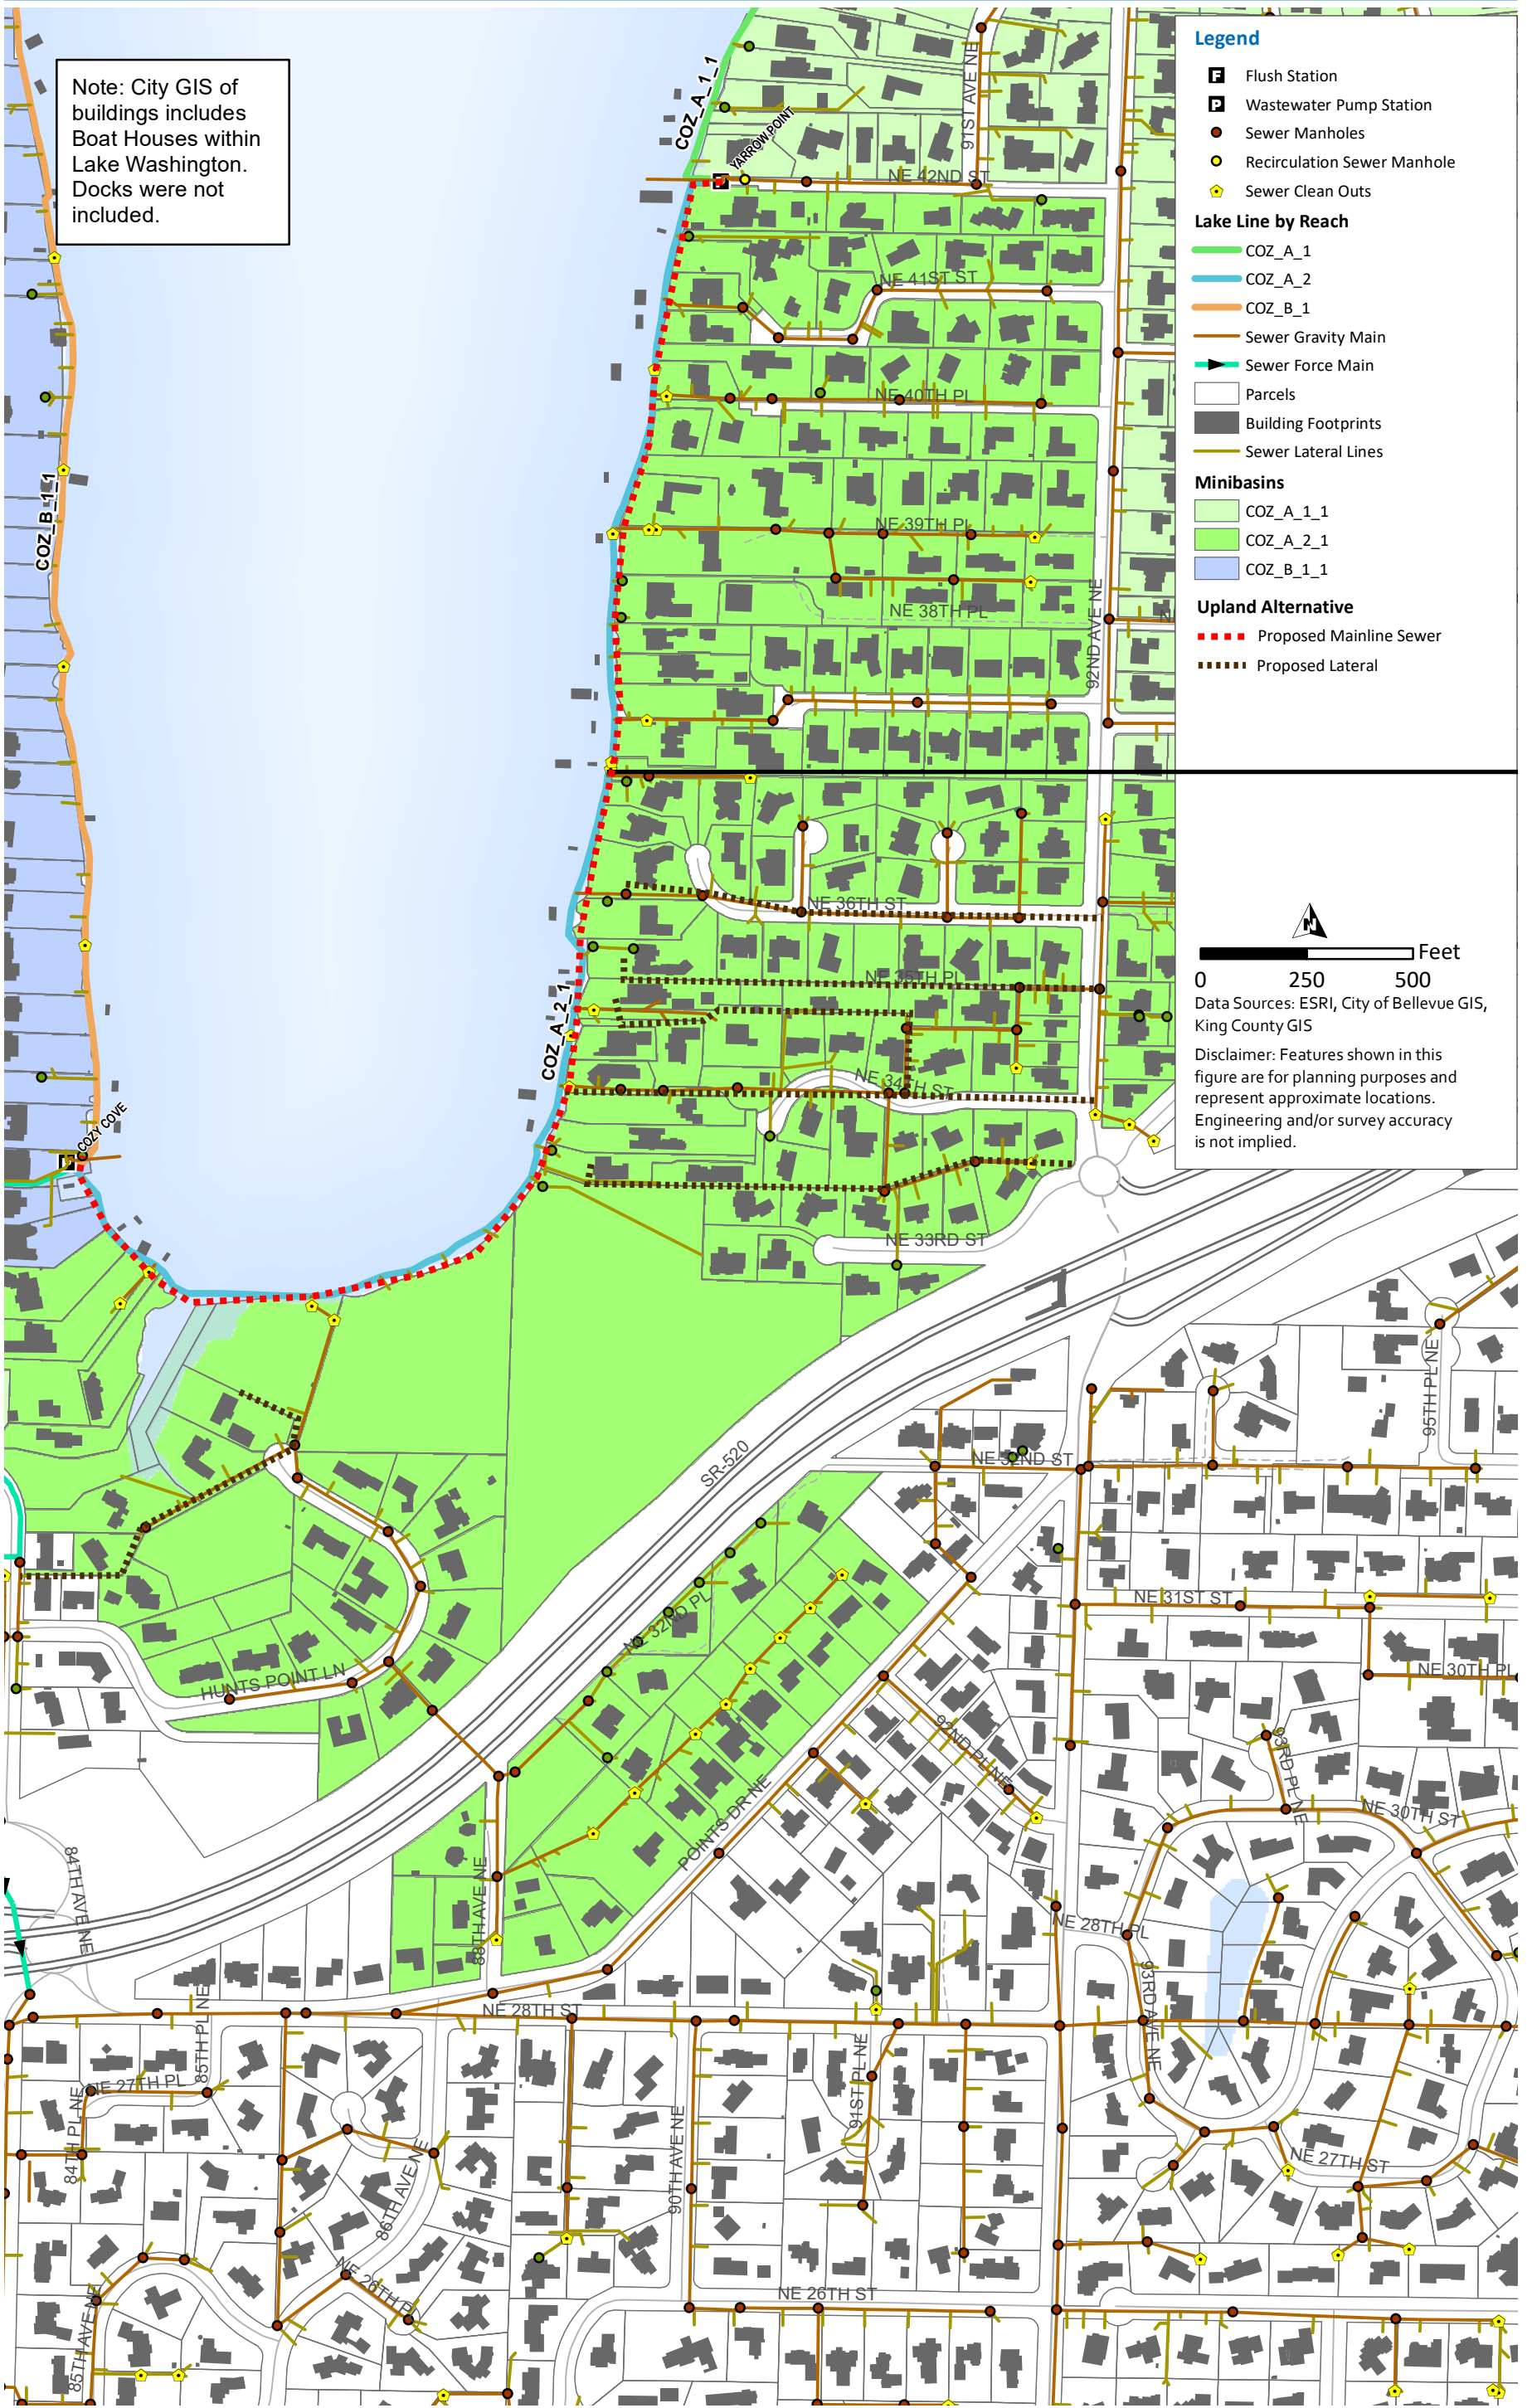 Note: City GIS of
buildings includes
Boat Houses within
Lake Washington.
Docks were not
included.
COZ_A_1_1
YARROW POINT
91ST AVE NE
NE 42ND ST
NE 41ST ST
NE 40TH PL
NE 39TH PL
NE 38TH PL
92ND AVE NE
COZ_B_1_1
NE 36TH ST
NE 35TH PL
COZ_A_2_1
NE 34TH ST
COZY COVE
NE 33RD ST
SR-520
NE 32ND ST
95TH PL NE
NE 32ND PL
NE 31ST ST
NE 30TH PL
HUNTS POINT LN
92ND PL NE
93RD PL NE
NE 30TH ST
POINTS DR NE
84TH AVE NE
88TH AVE NE
NE 28TH PL
93RD AVE NE
NE 28TH ST
85TH PL NE
NE 27TH PL
84TH PL NE
91ST PL NE
90TH AVE NE
86TH AVE NE
NE 27TH ST
NE 26TH PL
NE 26TH ST
85TH AVE NE
Legend
F Flush Station
P Wastewater Pump Station
Sewer Manholes
Recirculation Sewer Manhole
Sewer Clean Outs
Lake Line by Reach
COZ_A_1
COZ_A_2
COZ_B_1
Sewer Gravity Main
Sewer Force Main
Parcels
Building Footprints
Sewer Lateral Lines
Minibasins
COZ_A_1_1
COZ_A_2_1
COZ_B_1_1
Upland Alternative
Proposed Mainline Sewer
Proposed Lateral
N
Feet
0 250 500
Data Sources: ESRI, City of Bellevue GIS,
King County GIS
Disclaimer: Features shown in this
figure are for planning purposes and
represent approximate locations.
Engineering and/or survey accuracy
is not implied.